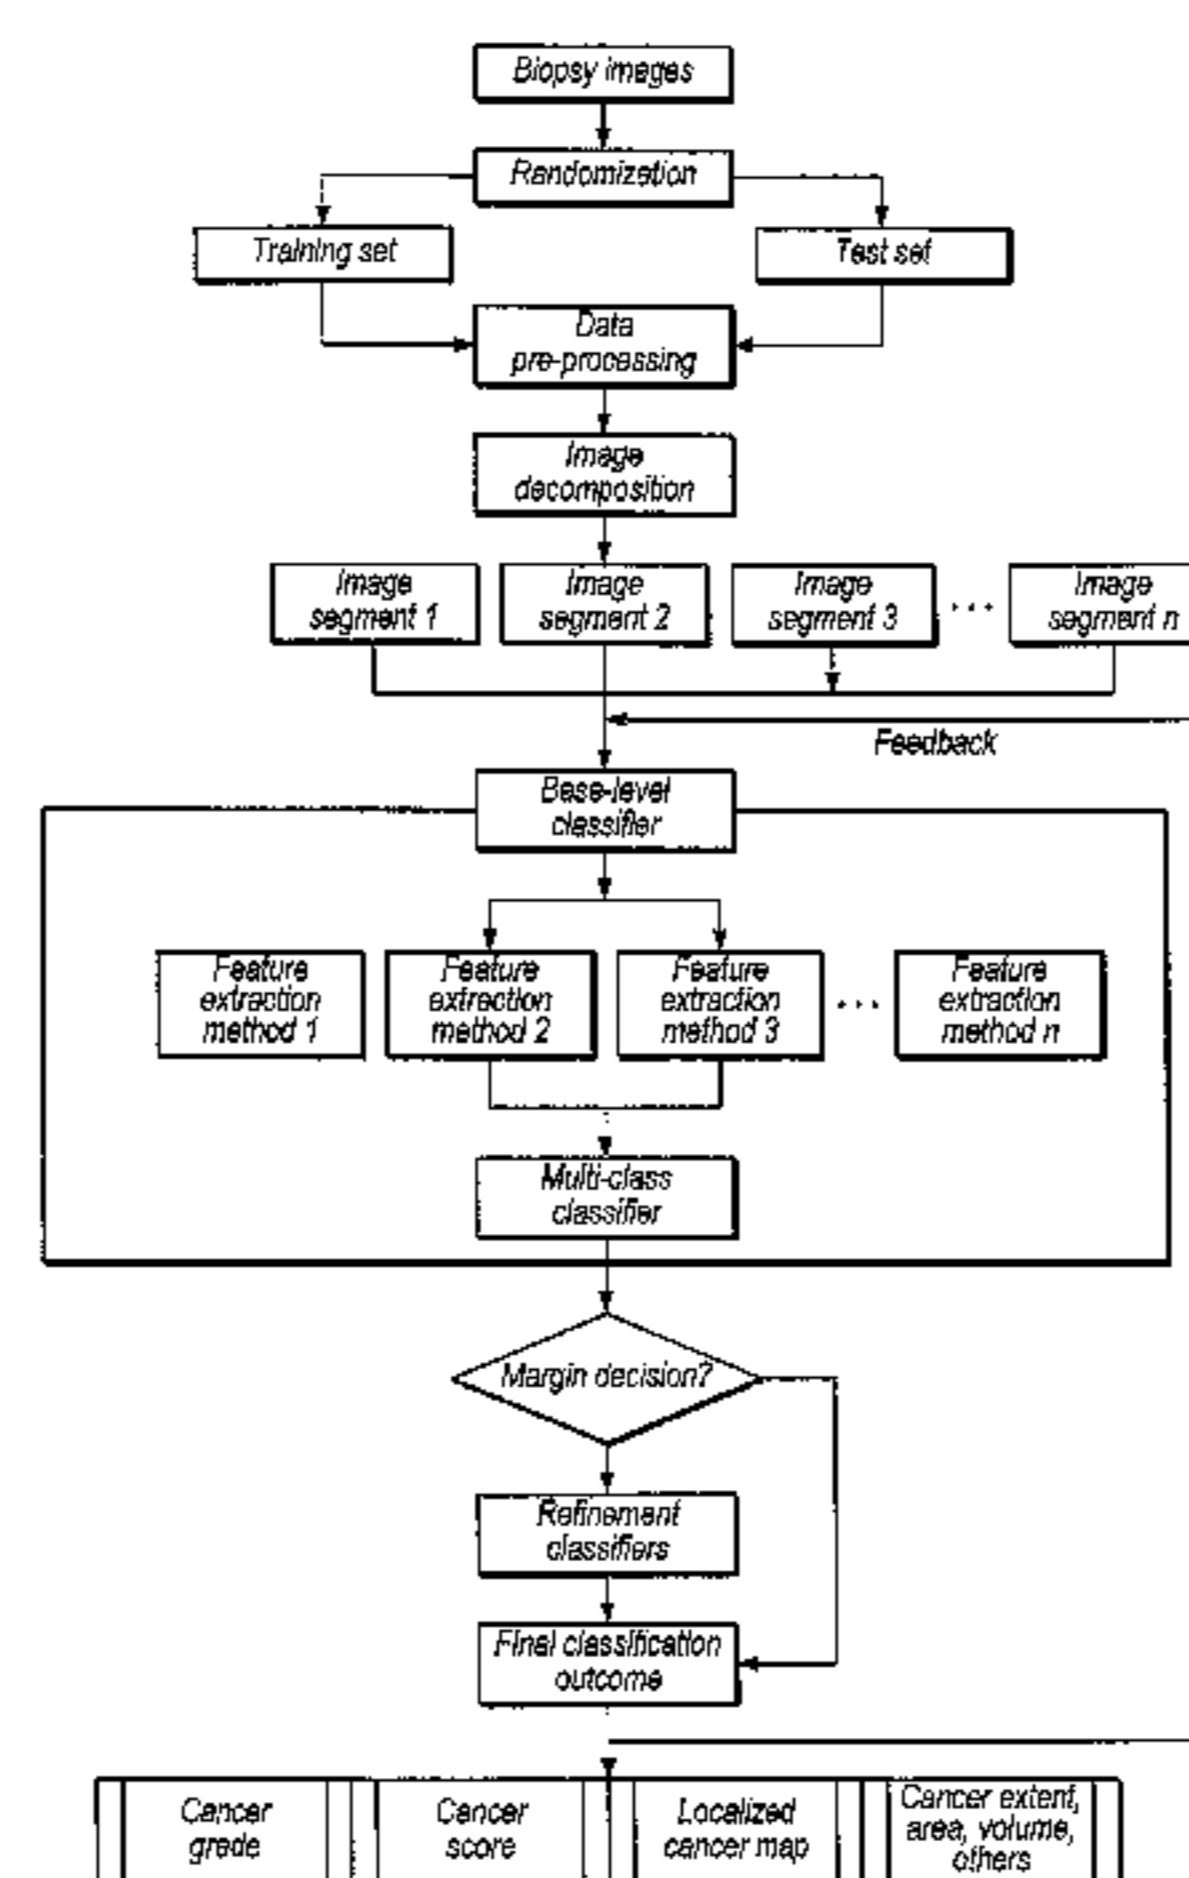 Biopsy images
Randomization
Training set
Test set
Data
pre-processing
Image
decomposition
Image
segment 1
Image
segment 2
Image
segment 3
...
Image
segment n
Feedback
Base-level
classifier
Feature
extraction
method 1
Feature
extraction
method 2
Feature
extraction
method 3
...
Feature
extraction
method n
Multi-class
classifier
Margin decision?
Refinement
classifiers
Final classification
outcome
Cancer
grade
Cancer
score
Localized
cancer map
Cancer extent,
area, volume,
others